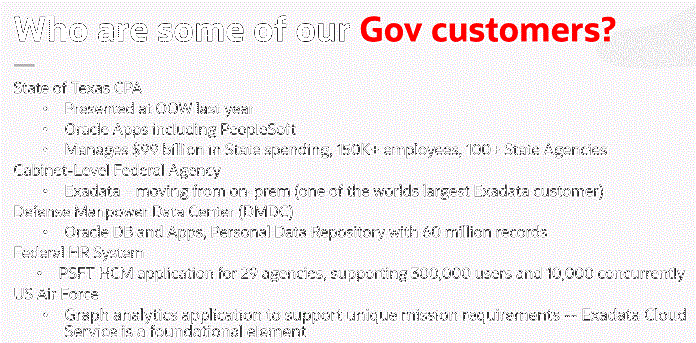 Who are some of our Gov customers?
State of Texas CPA
• Presented at OOW last year
• Oracle Apps including PeopleSoft
• Manages $99 billion in State spending, 150K+ employees, 100+ State Agencies
Cabinet-Level Federal Agency
• Exadata – moving from on-prem (one of the worlds largest Exadata customer)
Defense Manpower Data Center (DMDC)
• Oracle DB and Apps, Personal Data Repository with 60 million records
Federal HR System
• PSFT HCM application for 29 agencies, supporting 300,000 users and 10,000 concurrently
US Air Force
• Graph analytics application to support unique mission requirements -- Exadata Cloud
Service is a foundational element